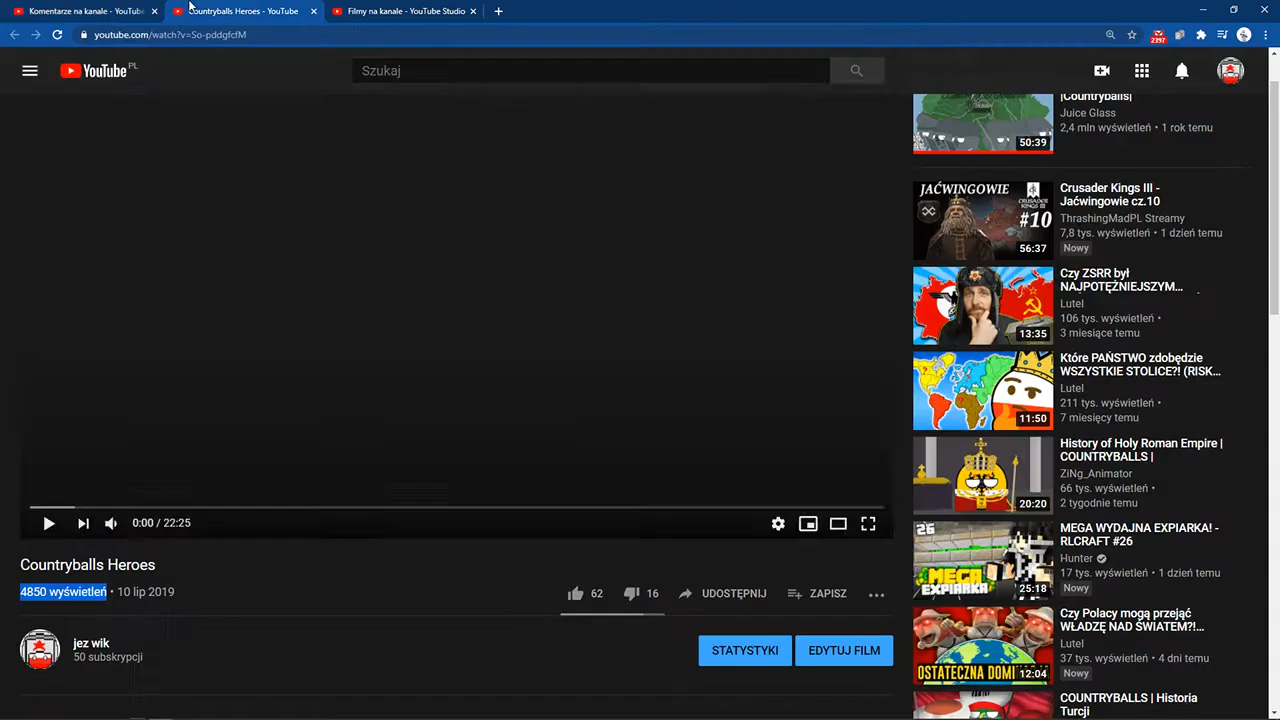 Komentarze na kanale - YouTube
Countryballs Heroes - YouTube
Filmy na kanale - YouTube Studio
youtube.com/watch?v=So-pddgfcfM
2397
YouTube PL
Szukaj
|Countryballs|
Juice Glass
2,4 mln wyświetleń • 1 rok temu
50:39
JAĆWINGOWIE
CRUSADER KINGS III
#10
56:37
Crusader Kings III -
Jaćwingowie cz.10
ThrashingMadPL Streamy
7,8 tys. wyświetleń • 1 dzień temu
Nowy
Czy ZSRR był
NAJPOTĘŻNIEJSZYM...
Lutel
106 tys. wyświetleń •
3 miesiące temu
13:35
Które PAŃSTWO zdobędzie
WSZYSTKIE STOLICE?! (RISK...
Lutel
211 tys. wyświetleń •
7 miesięcy temu
11:50
History of Holy Roman Empire |
COUNTRYBALLS |
ZiNg_Animator
66 tys. wyświetleń •
2 tygodnie temu
20:20
26
MEGA
EXPIARKA!
25:18
MEGA WYDAJNA EXPIARKA! -
RLCRAFT #26
Hunter
17 tys. wyświetleń • 1 dzień temu
Nowy
OSTATECZNA DOMI
12:04
Czy Polacy mogą przejąć
WŁADZĘ NAD ŚWIATEM?!...
Lutel
37 tys. wyświetleń • 4 dni temu
Nowy
COUNTRYBALLS | Historia
Turcji
0:00 / 22:25
Countryballs Heroes
4850 wyświetleń • 10 lip 2019
62
16
UDOSTĘPNIJ
ZAPISZ
jez wik
50 subskrypcji
STATYSTYKI
EDYTUJ FILM